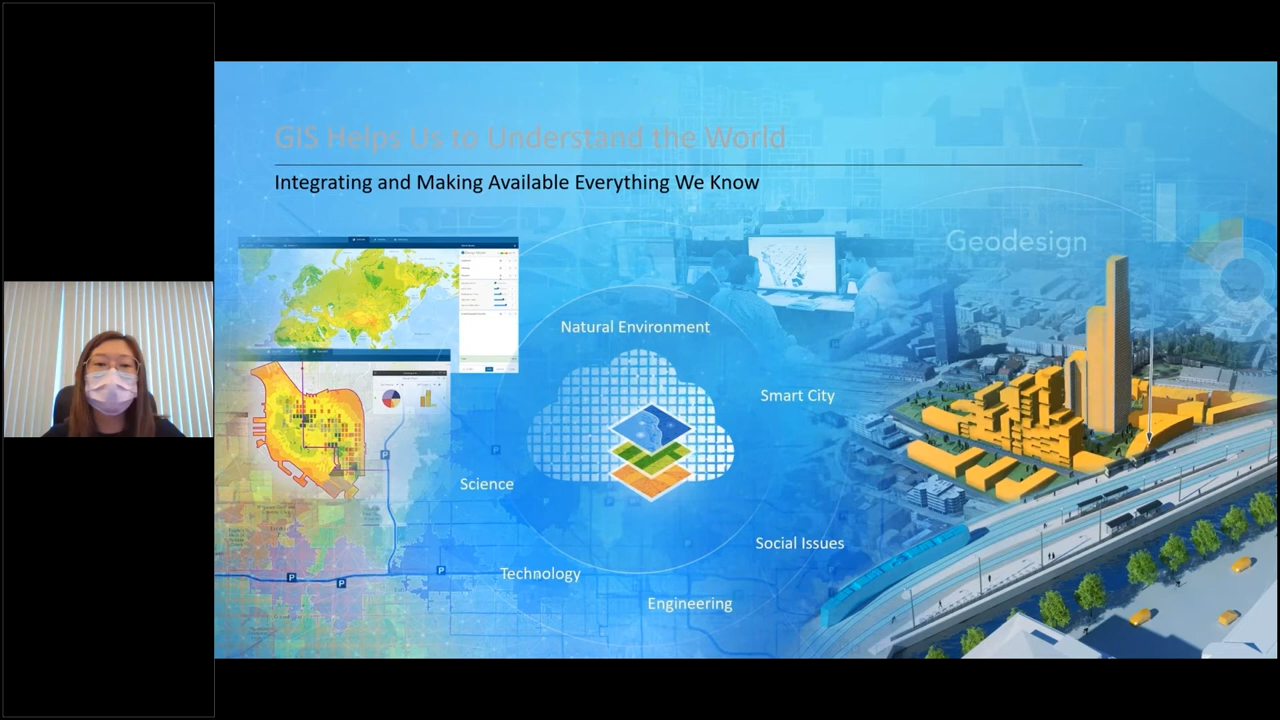 GIS Helps Us to Understand the World
Integrating and Making Available Everything We Know
Geodesign
Natural Environment
Smart City
Science
Social Issues
Technology
Engineering
P
P
P
P
P